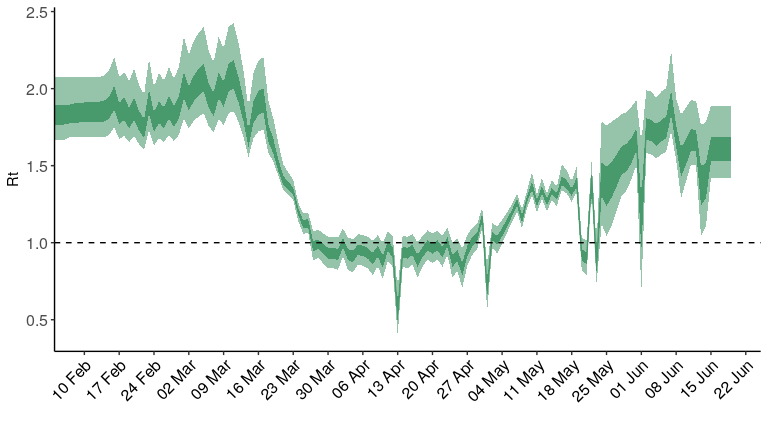 2.5
2.0
1.5
1.0
0.5
Rt
10 Feb
17 Feb
24 Feb
02 Mar
09 Mar
16 Mar
23 Mar
30 Mar
06 Apr
13 Apr
20 Apr
27 Apr
04 May
11 May
18 May
25 May
01 Jun
08 Jun
15 Jun
22 Jun